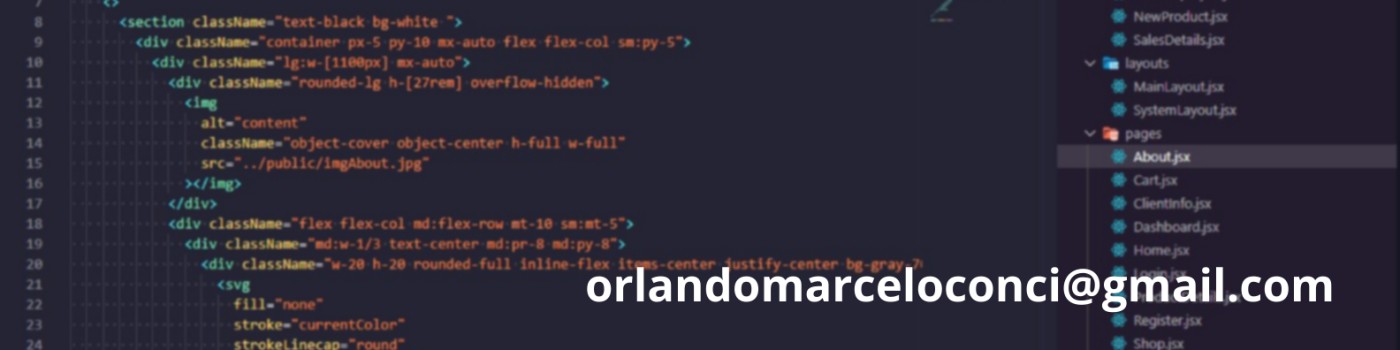 7 <>
8 <section className="text-black bg-white ">
9 <div className="container px-5 py-10 mx-auto flex flex-col sm:py-5">
10 <div className="lg:w-[1100px] mx-auto">
11 <div className="rounded-lg h-[27rem] overflow-hidden">
12 <img
13 alt="content"
14 className="object-cover object-center h-full w-full"
15 src="../public/imgAbout.jpg"
16 ></img>
17 </div>
18 <div className="flex flex-col md:flex-row mt-10 sm:mt-5">
19 <div className="md:w-1/3 text-center md:pr-8 md:py-8">
20 <div className="w-20 h-20 rounded-full inline-flex items-center justify-center bg-gray-
21 <svg
22 fill="none"
23 stroke="currentColor"
24 strokeLinecap="round"
NewProduct.jsx
SalesDetails.jsx
layouts
MainLayout.jsx
SystemLayout.jsx
pages
About.jsx
Cart.jsx
ClientInfo.jsx
Dashboard.jsx
Home.jsx
Login.jsx
Register.jsx
Shop.jsx
orlandomarceloconci@gmail.com